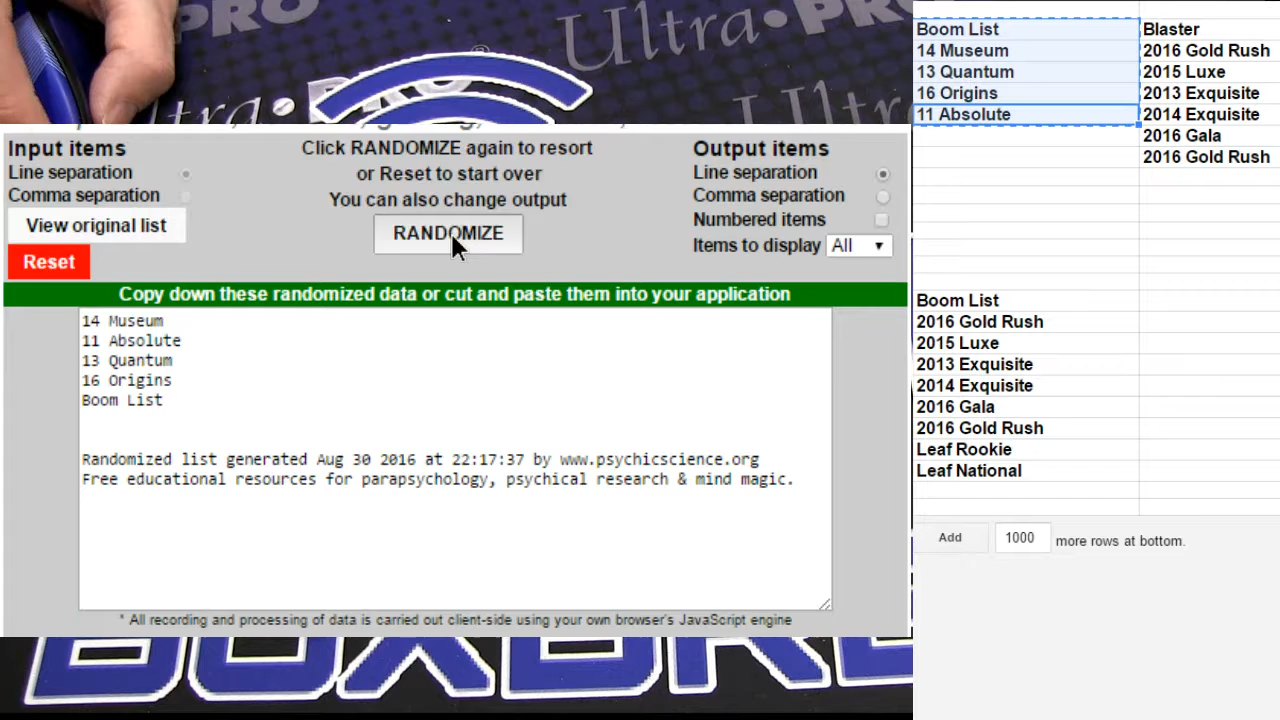 PRO
Ultra•PRO
Ultra•PRO
Input items
Line separation
Comma separation
View original list
Reset
Click RANDOMIZE again to resort
or Reset to start over
You can also change output
RANDOMIZE
Output items
Line separation
Comma separation
Numbered items
Items to display All
Copy down these randomized data or cut and paste them into your application
14 Museum
11 Absolute
13 Quantum
16 Origins
Boom List
Randomized list generated Aug 30 2016 at 22:17:37 by www.psychicscience.org
Free educational resources for parapsychology, psychical research & mind magic.
* All recording and processing of data is carried out client-side using your own browser's JavaScript engine
Boom List Blaster
14 Museum 2016 Gold Rush
13 Quantum 2015 Luxe
16 Origins 2013 Exquisite
11 Absolute 2014 Exquisite
2016 Gala
2016 Gold Rush
Boom List
2016 Gold Rush
2015 Luxe
2013 Exquisite
2014 Exquisite
2016 Gala
2016 Gold Rush
Leaf Rookie
Leaf National
Add 1000 more rows at bottom.
BOXBRE